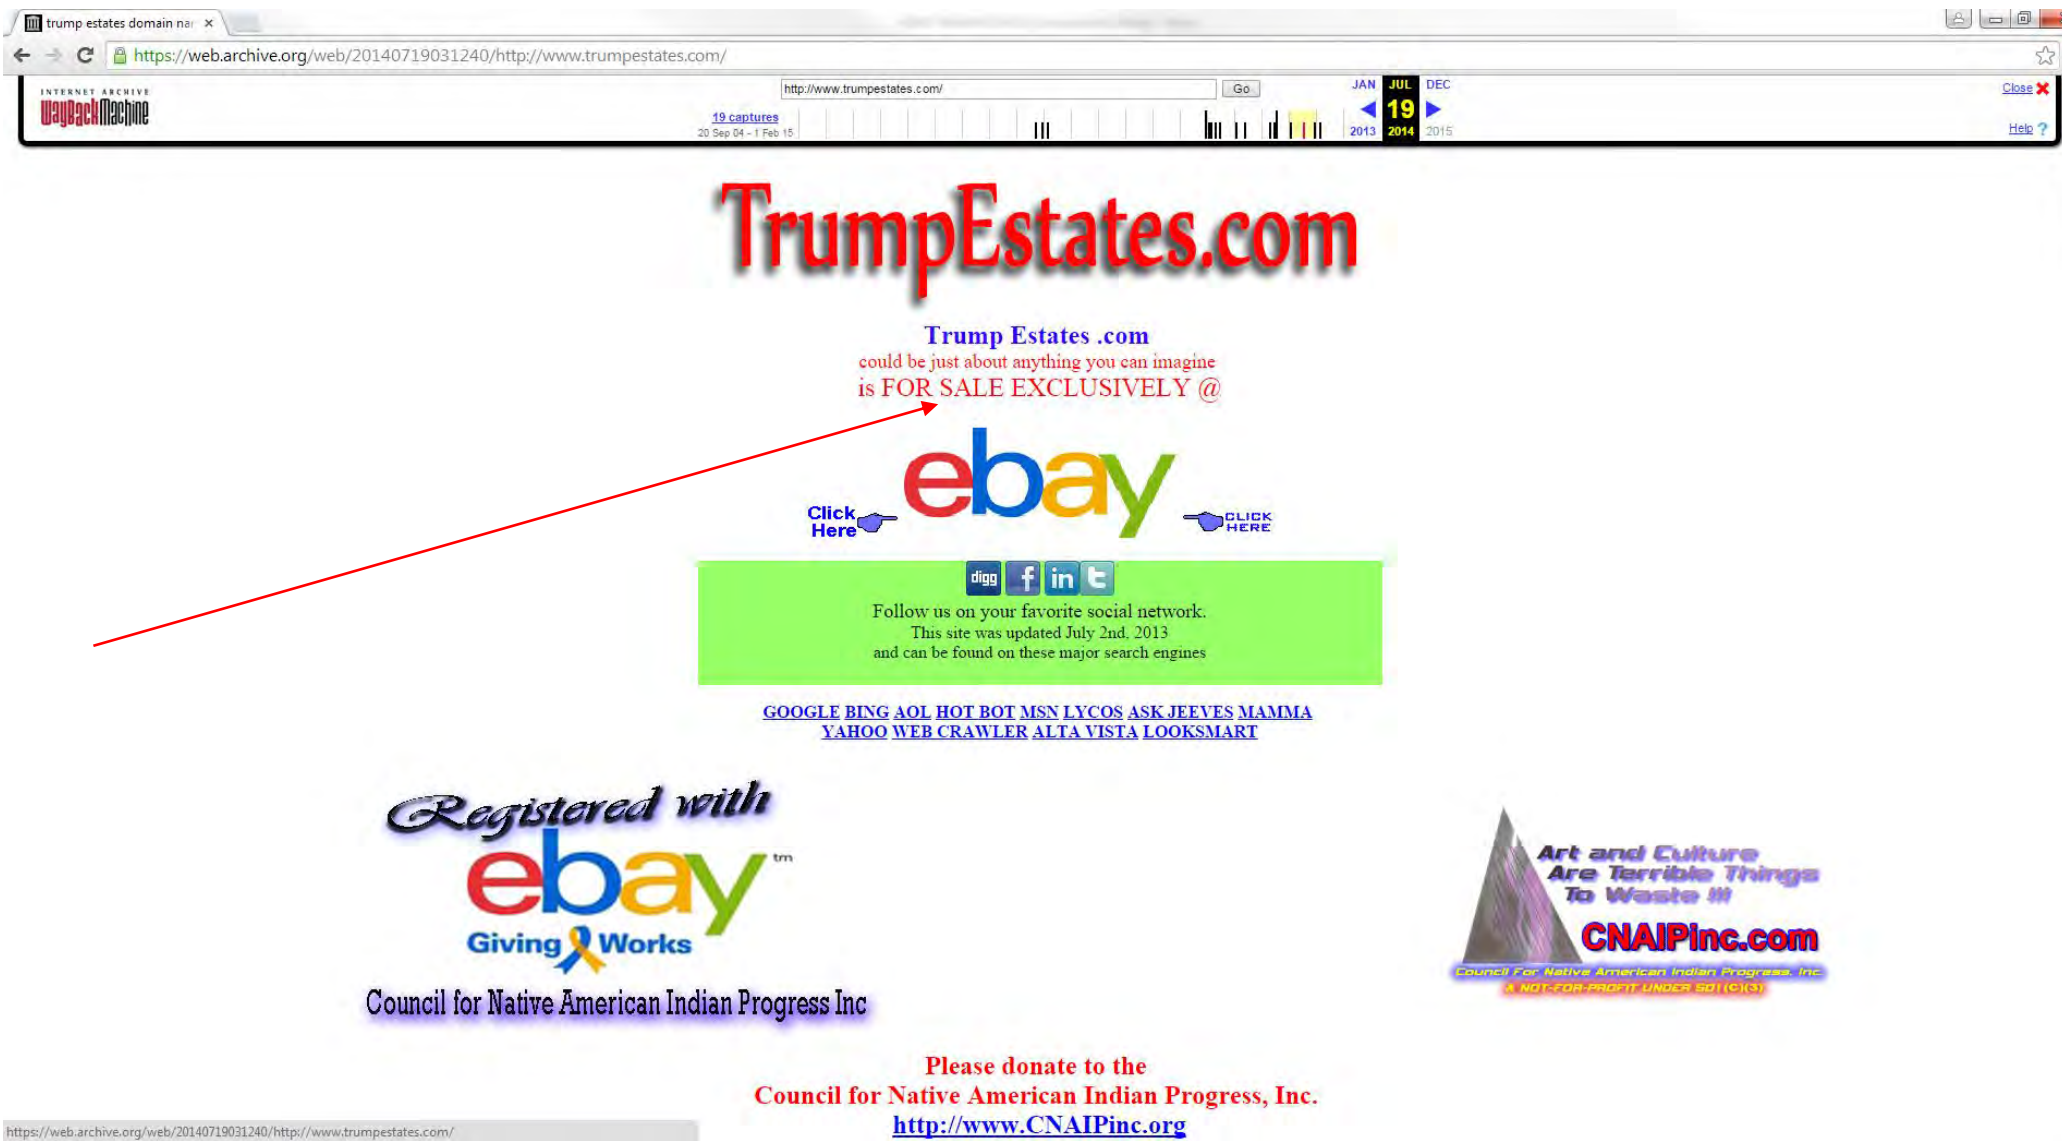 trump estates domain nar
https://web.archive.org/web/20140719031240/http://www.trumpestates.com/
INTERNET ARCHIVE
WayBackMachine
http://www.trumpestates.com/
Go
19 captures
20 Sep 04 - 1 Feb 15
JAN JUL DEC
19
2013 2014 2015
Close
Help ?
TrumpEstates.com
Trump Estates .com
could be just about anything you can imagine
is FOR SALE EXCLUSIVELY @
ebay
Click
Here
CLICK
HERE
digg f in t
Follow us on your favorite social network.
This site was updated July 2nd, 2013
and can be found on these major search engines
GOOGLE BING AOL HOT BOT MSN LYCOS ASK JEEVES MAMMA
YAHOO WEB CRAWLER ALTA VISTA LOOKSMART
Registered with
ebay tm
Giving Works
Council for Native American Indian Progress Inc
Art and Culture
Are Terrible Things
To Waste !!!
CNAIPinc.com
Council For Native American Indian Progress, Inc
A NOT-FOR-PROFIT UNDER 501(C)(3)
Please donate to the
Council for Native American Indian Progress, Inc.
http://www.CNAIPinc.org
https://web.archive.org/web/20140719031240/http://www.trumpestates.com/